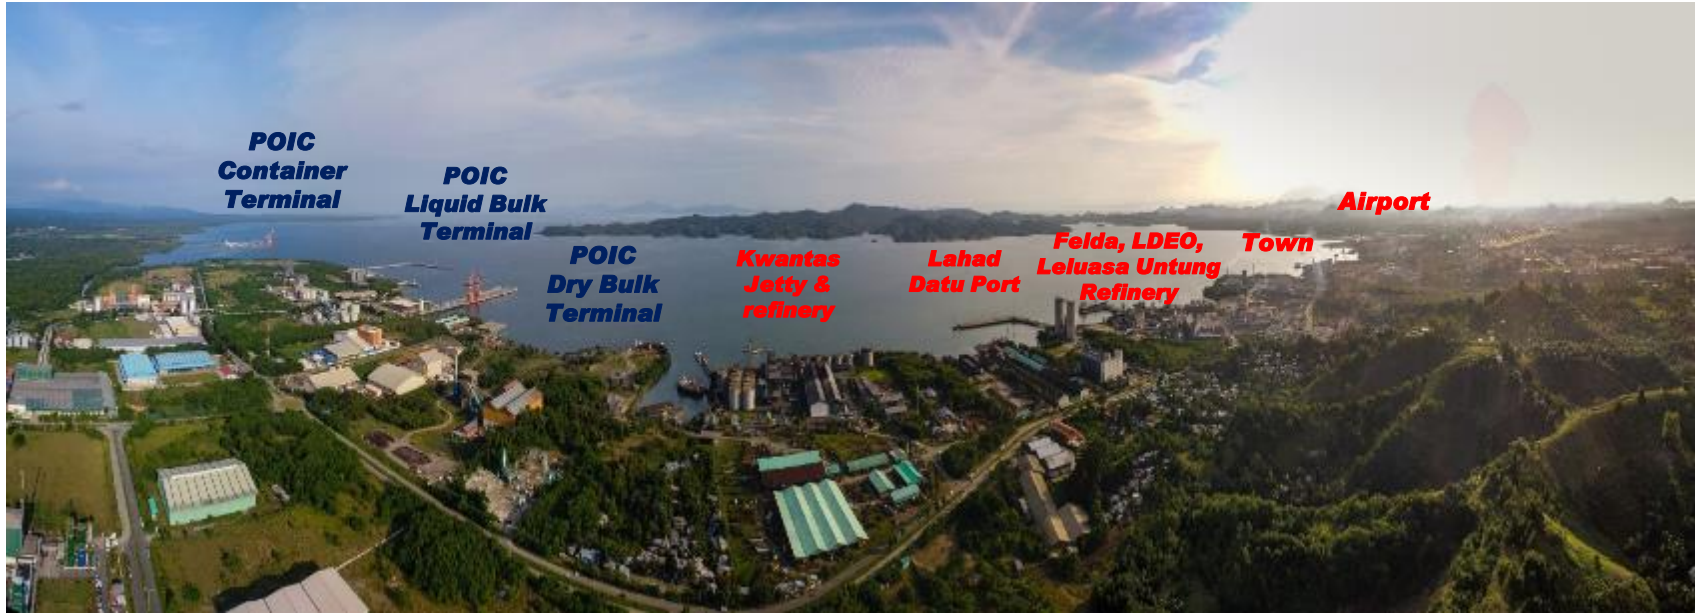 POIC
Container
Terminal
POIC
Liquid Bulk
Terminal
POIC
Dry Bulk
Terminal
Kwantas
Jetty &
refinery
Lahad
Datu Port
Felda, LDEO,
Leluasa Untung
Refinery
Town
Airport